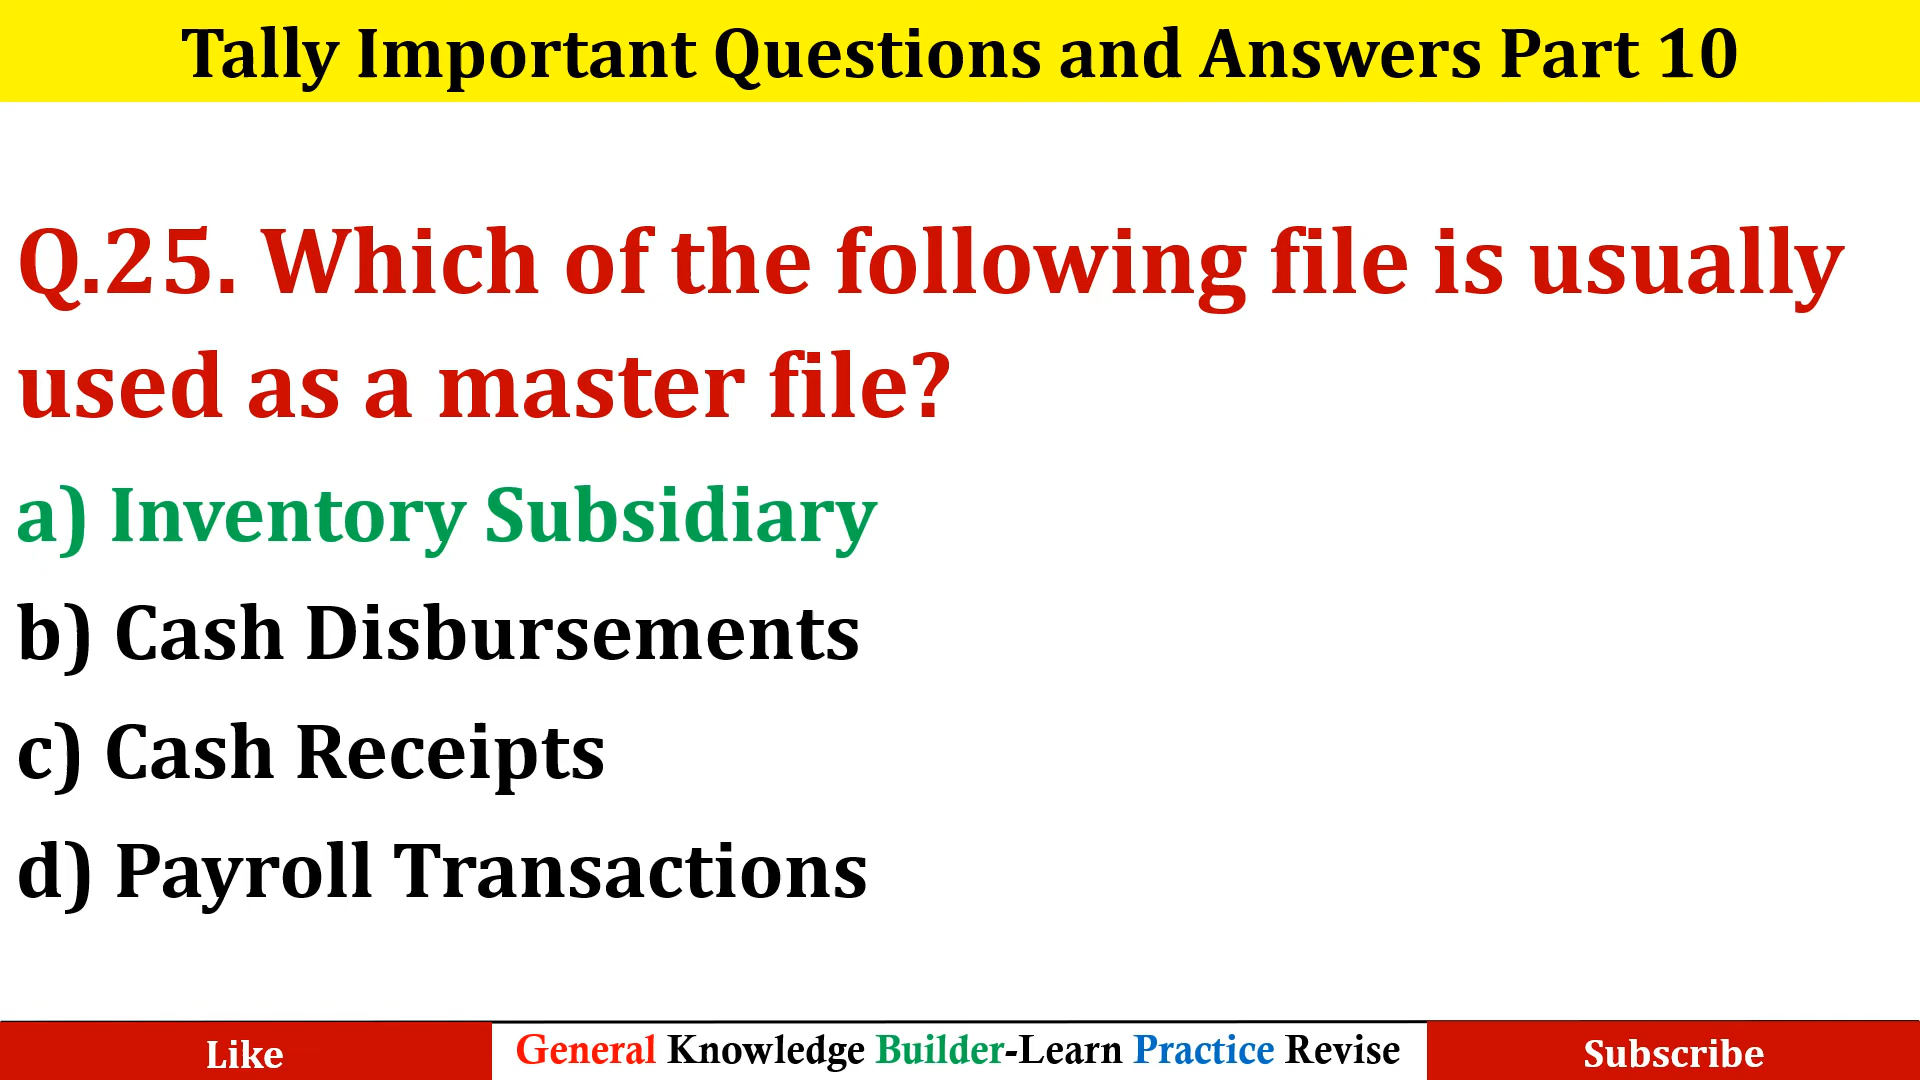 Tally Important Questions and Answers Part 10
Q.25. Which of the following file is usually
used as a master file?
a) Inventory Subsidiary
b) Cash Disbursements
c) Cash Receipts
d) Payroll Transactions
Like
General Knowledge Builder-Learn Practice Revise
Subscribe